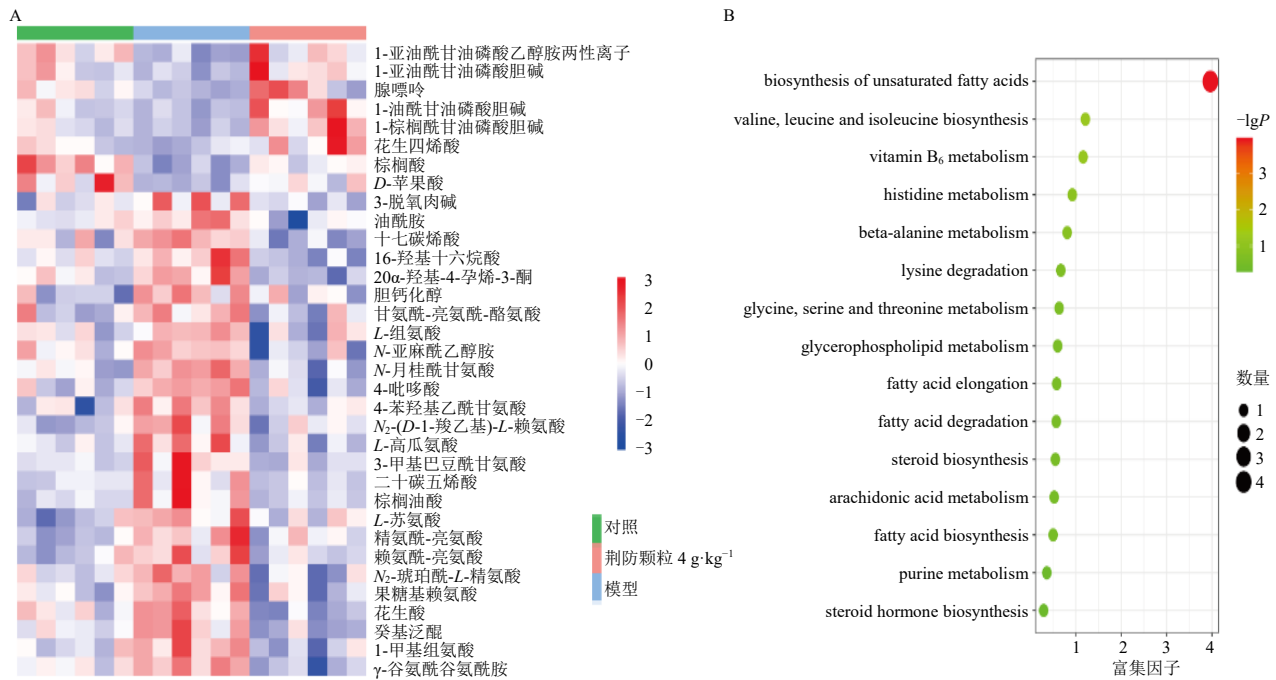 A
1-亚油酰甘油磷酸乙醇胺两性离子
1-亚油酰甘油磷酸胆碱
腺嘌呤
1-油酰甘油磷酸胆碱
1-棕榈酰甘油磷酸胆碱
花生四烯酸
棕榈酸
D-苹果酸
3-脱氧肉碱
油酰胺
十七碳烯酸
16-羟基十六烷酸
20α-羟基-4-孕烯-3-酮
胆钙化醇
甘氨酰-亮氨酰-酪氨酸
L-组氨酸
N-亚麻酰乙醇胺
N-月桂酰甘氨酸
4-吡哆酸
4-苯羟基乙酰甘氨酸
N₂-(D-1-羧乙基)-L-赖氨酸
L-高瓜氨酸
3-甲基巴豆酰甘氨酸
二十碳五烯酸
棕榈油酸
L-苏氨酸
精氨酰-亮氨酸
赖氨酰-亮氨酸
N₂-琥珀酰-L-精氨酸
果糖基赖氨酸
花生酸
癸基泛醌
1-甲基组氨酸
γ-谷氨酰谷氨酰胺
3
2
1
0
−1
−2
−3
对照
荆防颗粒 4 g·kg⁻¹
模型
B
biosynthesis of unsaturated fatty acids
valine, leucine and isoleucine biosynthesis
vitamin B₆ metabolism
histidine metabolism
beta-alanine metabolism
lysine degradation
glycine, serine and threonine metabolism
glycerophospholipid metabolism
fatty acid elongation
fatty acid degradation
steroid biosynthesis
arachidonic acid metabolism
fatty acid biosynthesis
purine metabolism
steroid hormone biosynthesis
1 2 3 4
富集因子
−lgP
3
2
1
数量
1
2
3
4